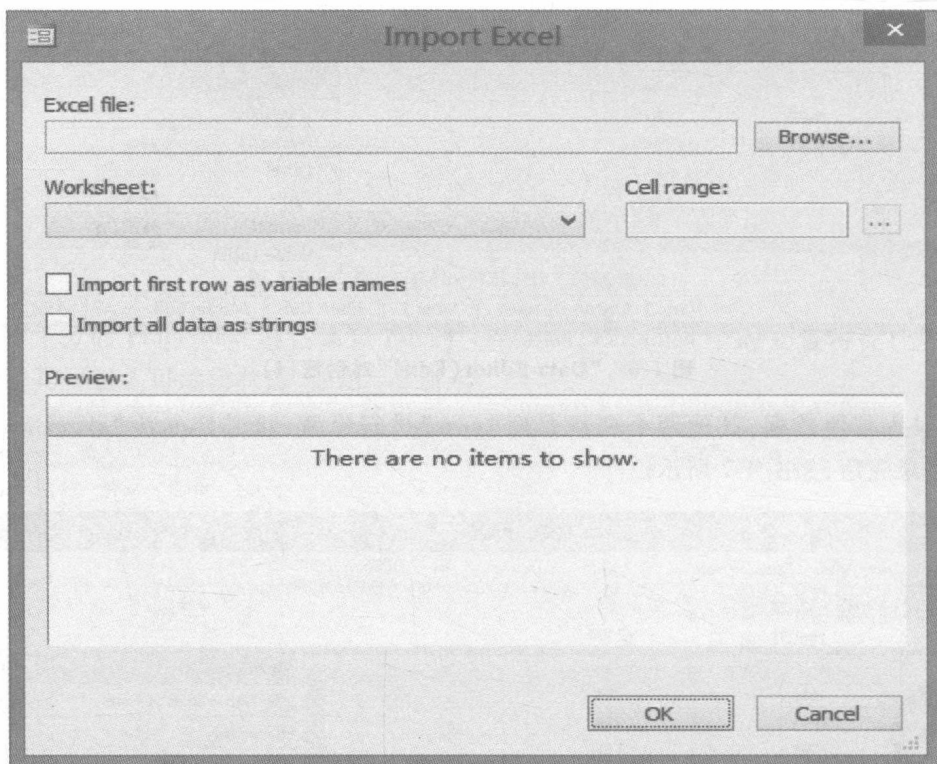 Import Excel
Excel file:
Browse...
Worksheet:
Cell range:
...
Import first row as variable names
Import all data as strings
Preview:
There are no items to show.
OK
Cancel